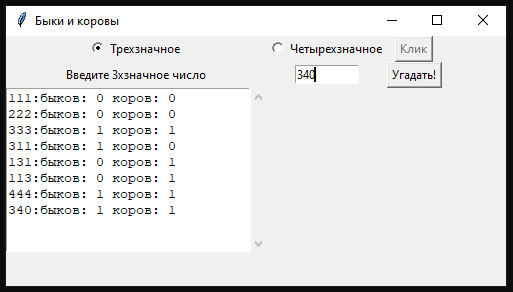 Быки и коровы
Трехзначное Четырехзначное Клик
Введите 3хзначное число 340 Угадать!
111:быков: 0 коров: 0
222:быков: 0 коров: 0
333:быков: 1 коров: 1
311:быков: 1 коров: 0
131:быков: 0 коров: 1
113:быков: 0 коров: 1
444:быков: 1 коров: 1
340:быков: 1 коров: 1